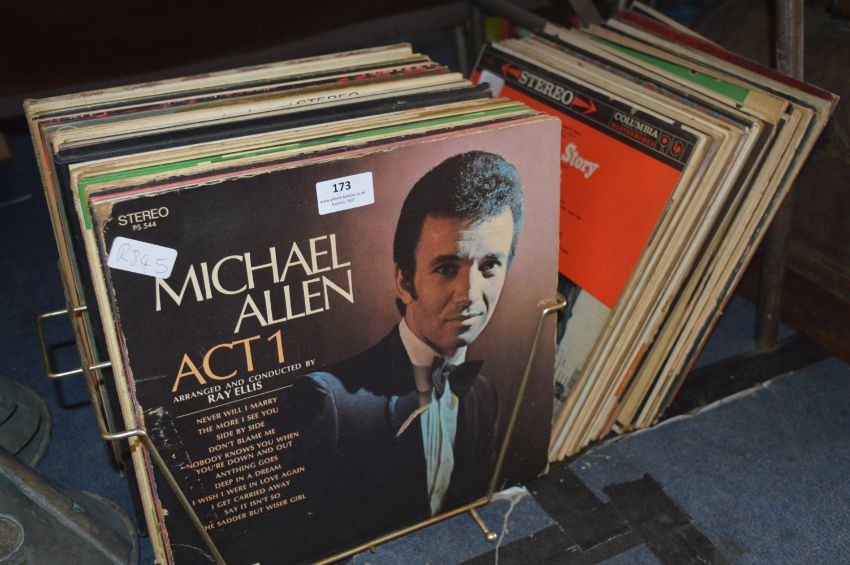 STEREO
PS 544
173
R845
MICHAEL
ALLEN
ACT 1
ARRANGED AND CONDUCTED BY
RAY ELLIS
NEVER WILL I MARRY
THE MORE I SEE YOU
SIDE BY SIDE
DON'T BLAME ME
NOBODY KNOWS YOU WHEN
YOU'RE DOWN AND OUT
ANYTHING GOES
DEEP IN A DREAM
I WISH I WERE IN LOVE AGAIN
I GET CARRIED AWAY
SAY IT ISN'T SO
HE SADDER BUT WISER GIRL
STEREO
STEREO
COLUMBIA
MASTERWORKS
Story